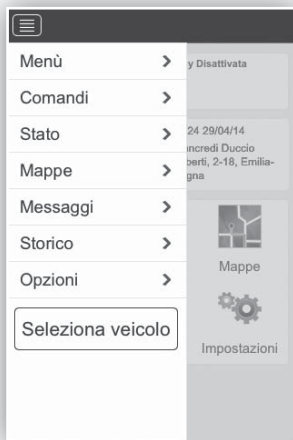 Menù
Comandi
Stato
Mappe
Messaggi
Storico
Opzioni
Seleziona veicolo
y Disattivata
24 29/04/14
ncredi Duccio
berti, 2-18, Emilia-
gna
Mappe
Impostazioni